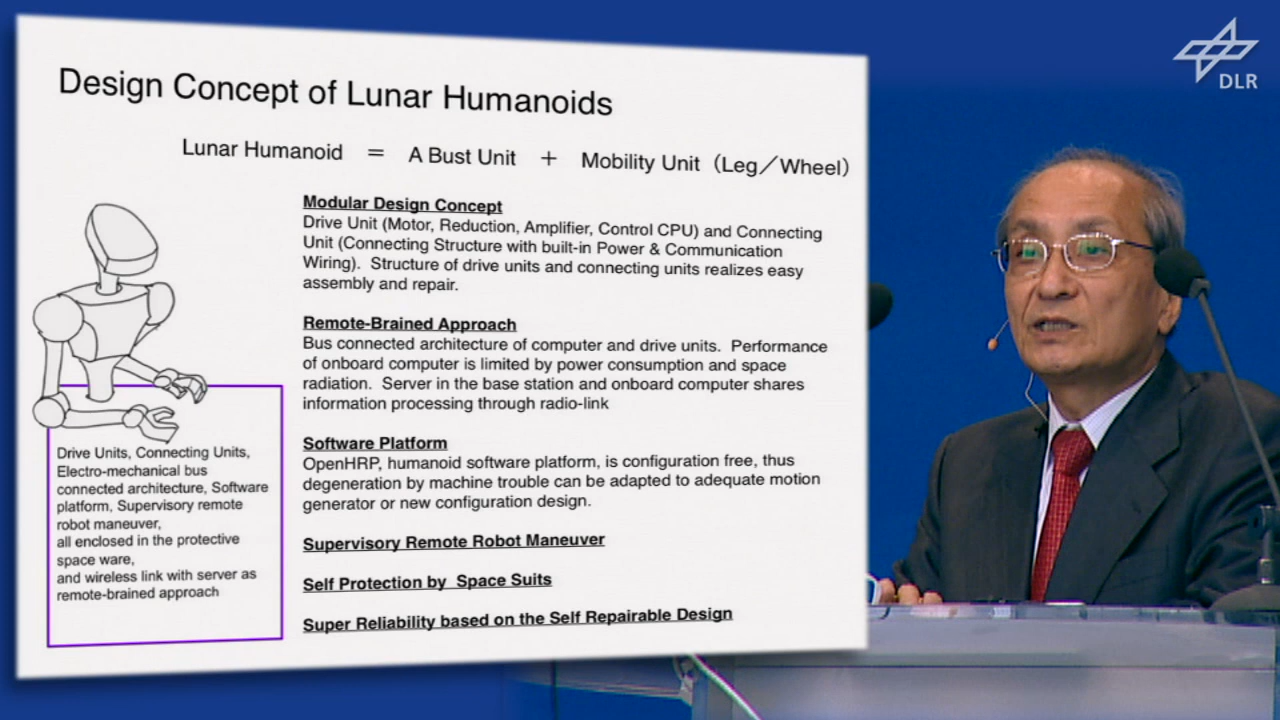 Design Concept of Lunar Humanoids
Lunar Humanoid = A Bust Unit + Mobility Unit (Leg/Wheel)
Modular Design Concept
Drive Unit (Motor, Reduction, Amplifier, Control CPU) and Connecting
Unit (Connecting Structure with built-in Power & Communication
Wiring). Structure of drive units and connecting units realizes easy
assembly and repair.
Remote-Brained Approach
Bus connected architecture of computer and drive units. Performance
of onboard computer is limited by power consumption and space
radiation. Server in the base station and onboard computer shares
information processing through radio-link
Software Platform
OpenHRP, humanoid software platform, is configuration free, thus
degeneration by machine trouble can be adapted to adequate motion
generator or new configuration design.
Supervisory Remote Robot Maneuver
Self Protection by Space Suits
Super Reliability based on the Self Repairable Design
Drive Units, Connecting Units,
Electro-mechanical bus
connected architecture, Software
platform, Supervisory remote
robot maneuver,
all enclosed in the protective
space ware,
and wireless link with server as
remote-brained approach
DLR